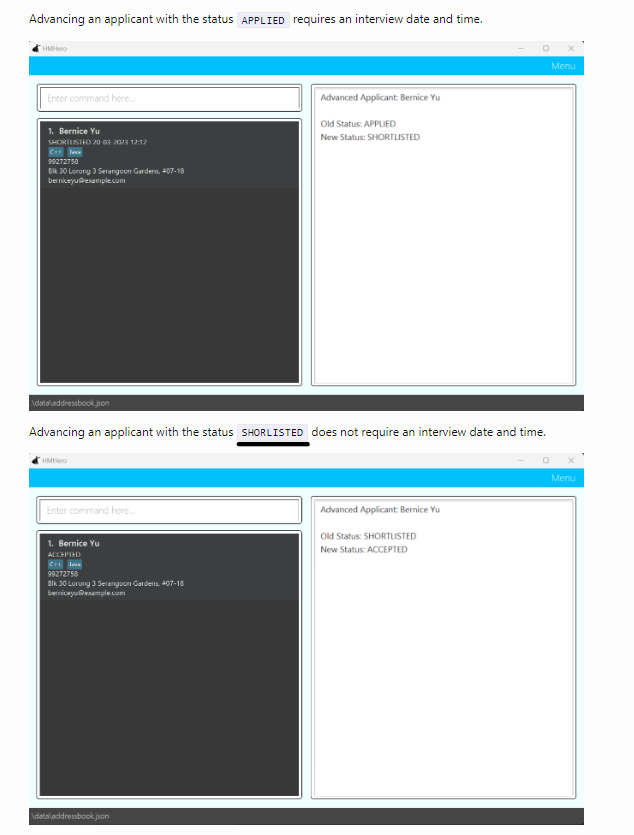 Advancing an applicant with the status APPLIED requires an interview date and time.
HMHero
Menu
Enter command here...
Advanced Applicant: Bernice Yu
Old Status: APPLIED
New Status: SHORTLISTED
1. Bernice Yu
SHORTLISTED 20-03-2023 12:12
C++ Java
99272758
Blk 30 Lorong 3 Serangoon Gardens, #07-18
berniceyu@example.com
\data\addressbook.json
Advancing an applicant with the status SHORLISTED does not require an interview date and time.
HMHero
Menu
Enter command here...
Advanced Applicant: Bernice Yu
Old Status: SHORTLISTED
New Status: ACCEPTED
1. Bernice Yu
ACCEPTED
C++ Java
99272758
Blk 30 Lorong 3 Serangoon Gardens, #07-18
berniceyu@example.com
\data\addressbook.json